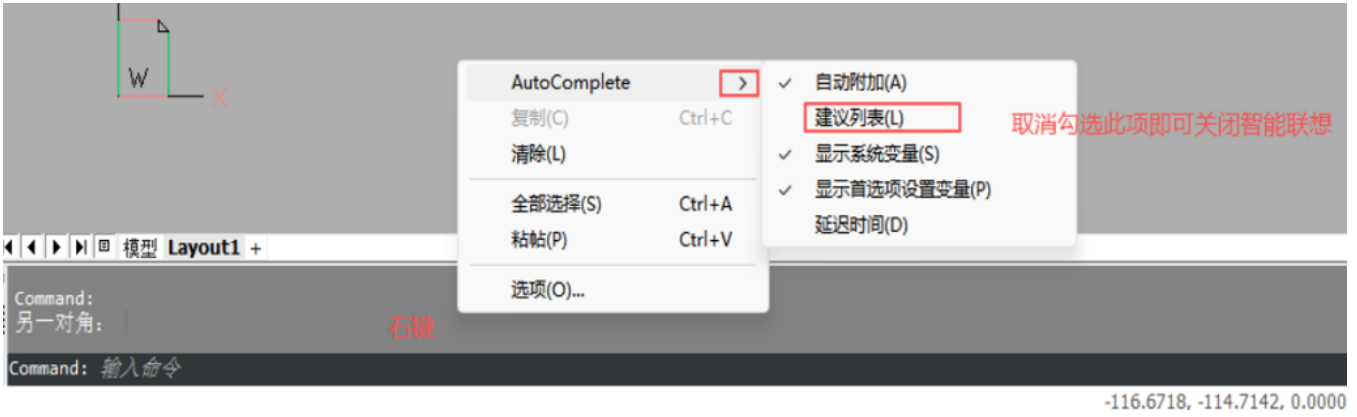 W
X
AutoComplete
复制(C) Ctrl+C
清除(L)
全部选择(S) Ctrl+A
粘帖(P) Ctrl+V
选项(O)...
自动附加(A)
建议列表(L)
显示系统变量(S)
显示首选项设置变量(P)
延迟时间(D)
取消勾选此项即可关闭智能联想
模型 Layout1 +
Command:
另一对角:
右键
Command: 输入命令
-116.6718, -114.7142, 0.0000